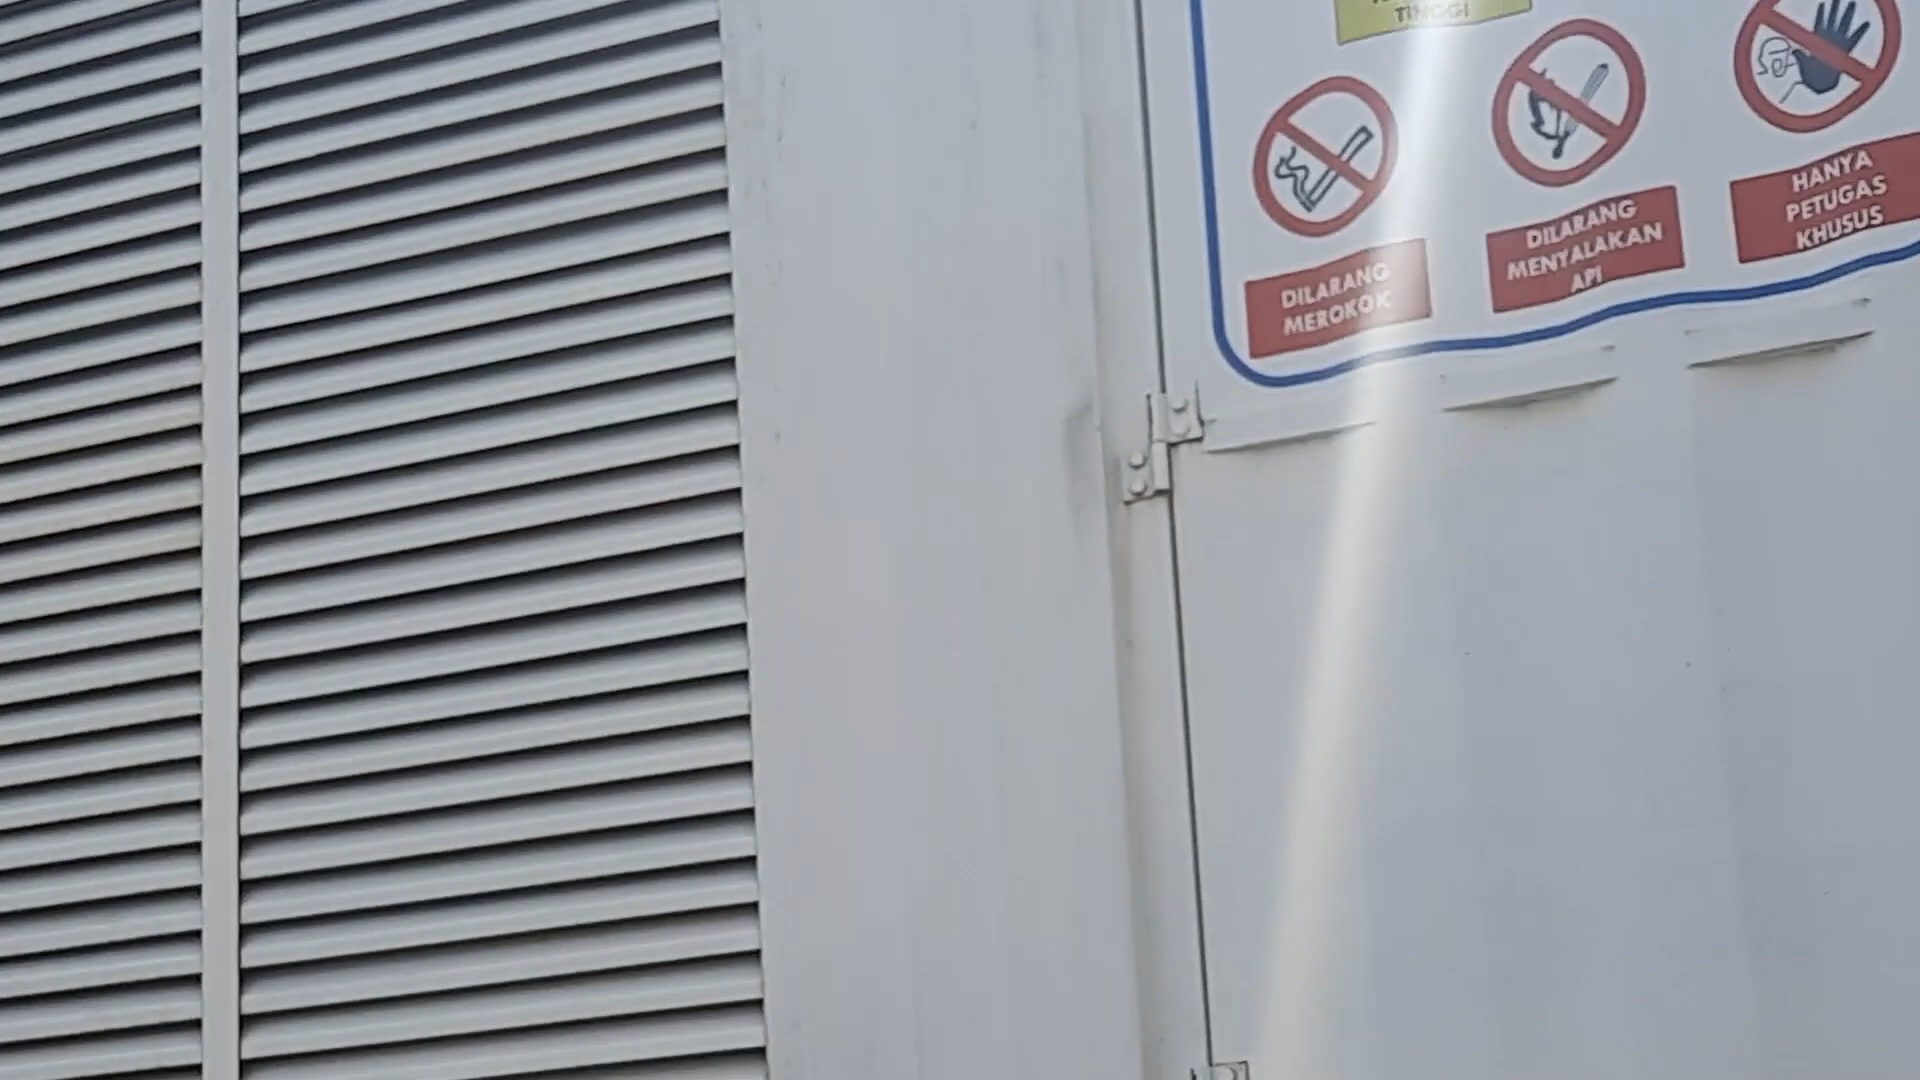 TINGGI
DILARANG
MEROKOK
DILARANG
MENYALAKAN
API
HANYA
PETUGAS
KHUSUS